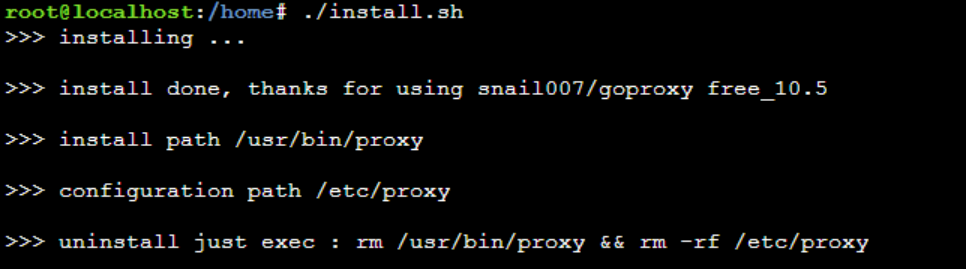 root@localhost:/home# ./install.sh
>>> installing ...
>>> install done, thanks for using snail007/goproxy free_10.5
>>> install path /usr/bin/proxy
>>> configuration path /etc/proxy
>>> uninstall just exec : rm /usr/bin/proxy && rm -rf /etc/proxy